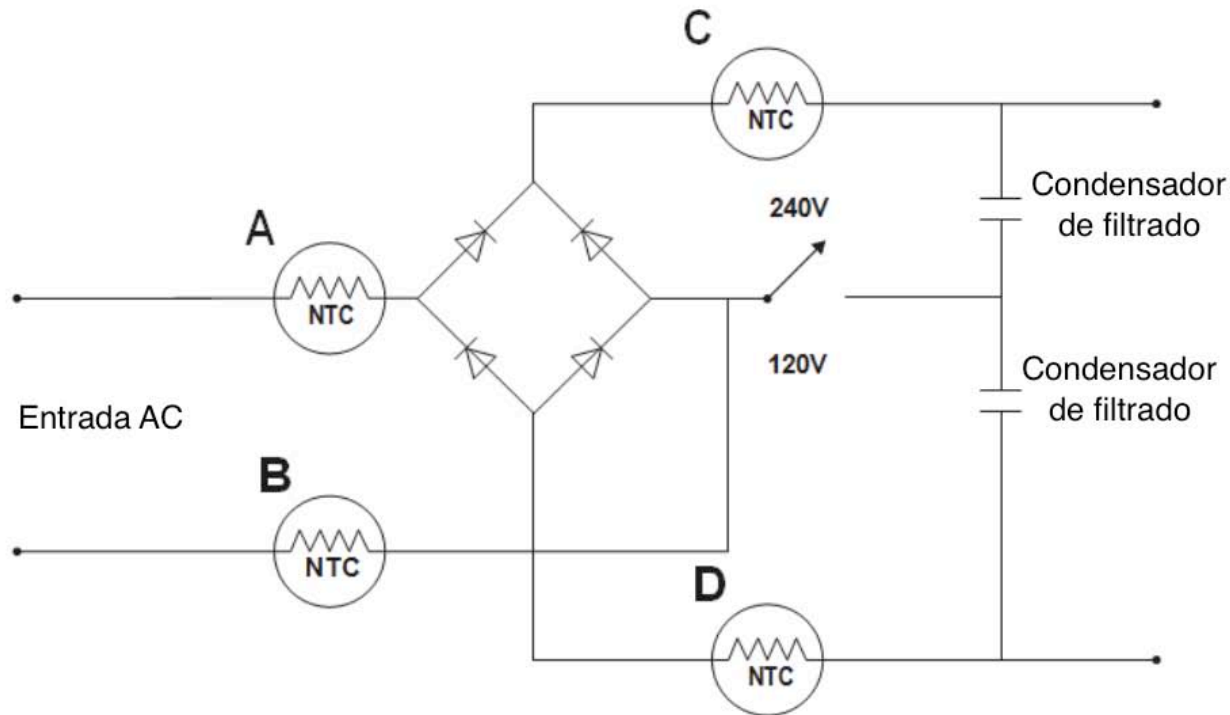 C
NTC
240V
Condensador
de filtrado
A
NTC
120V
Condensador
de filtrado
Entrada AC
B
NTC
D
NTC